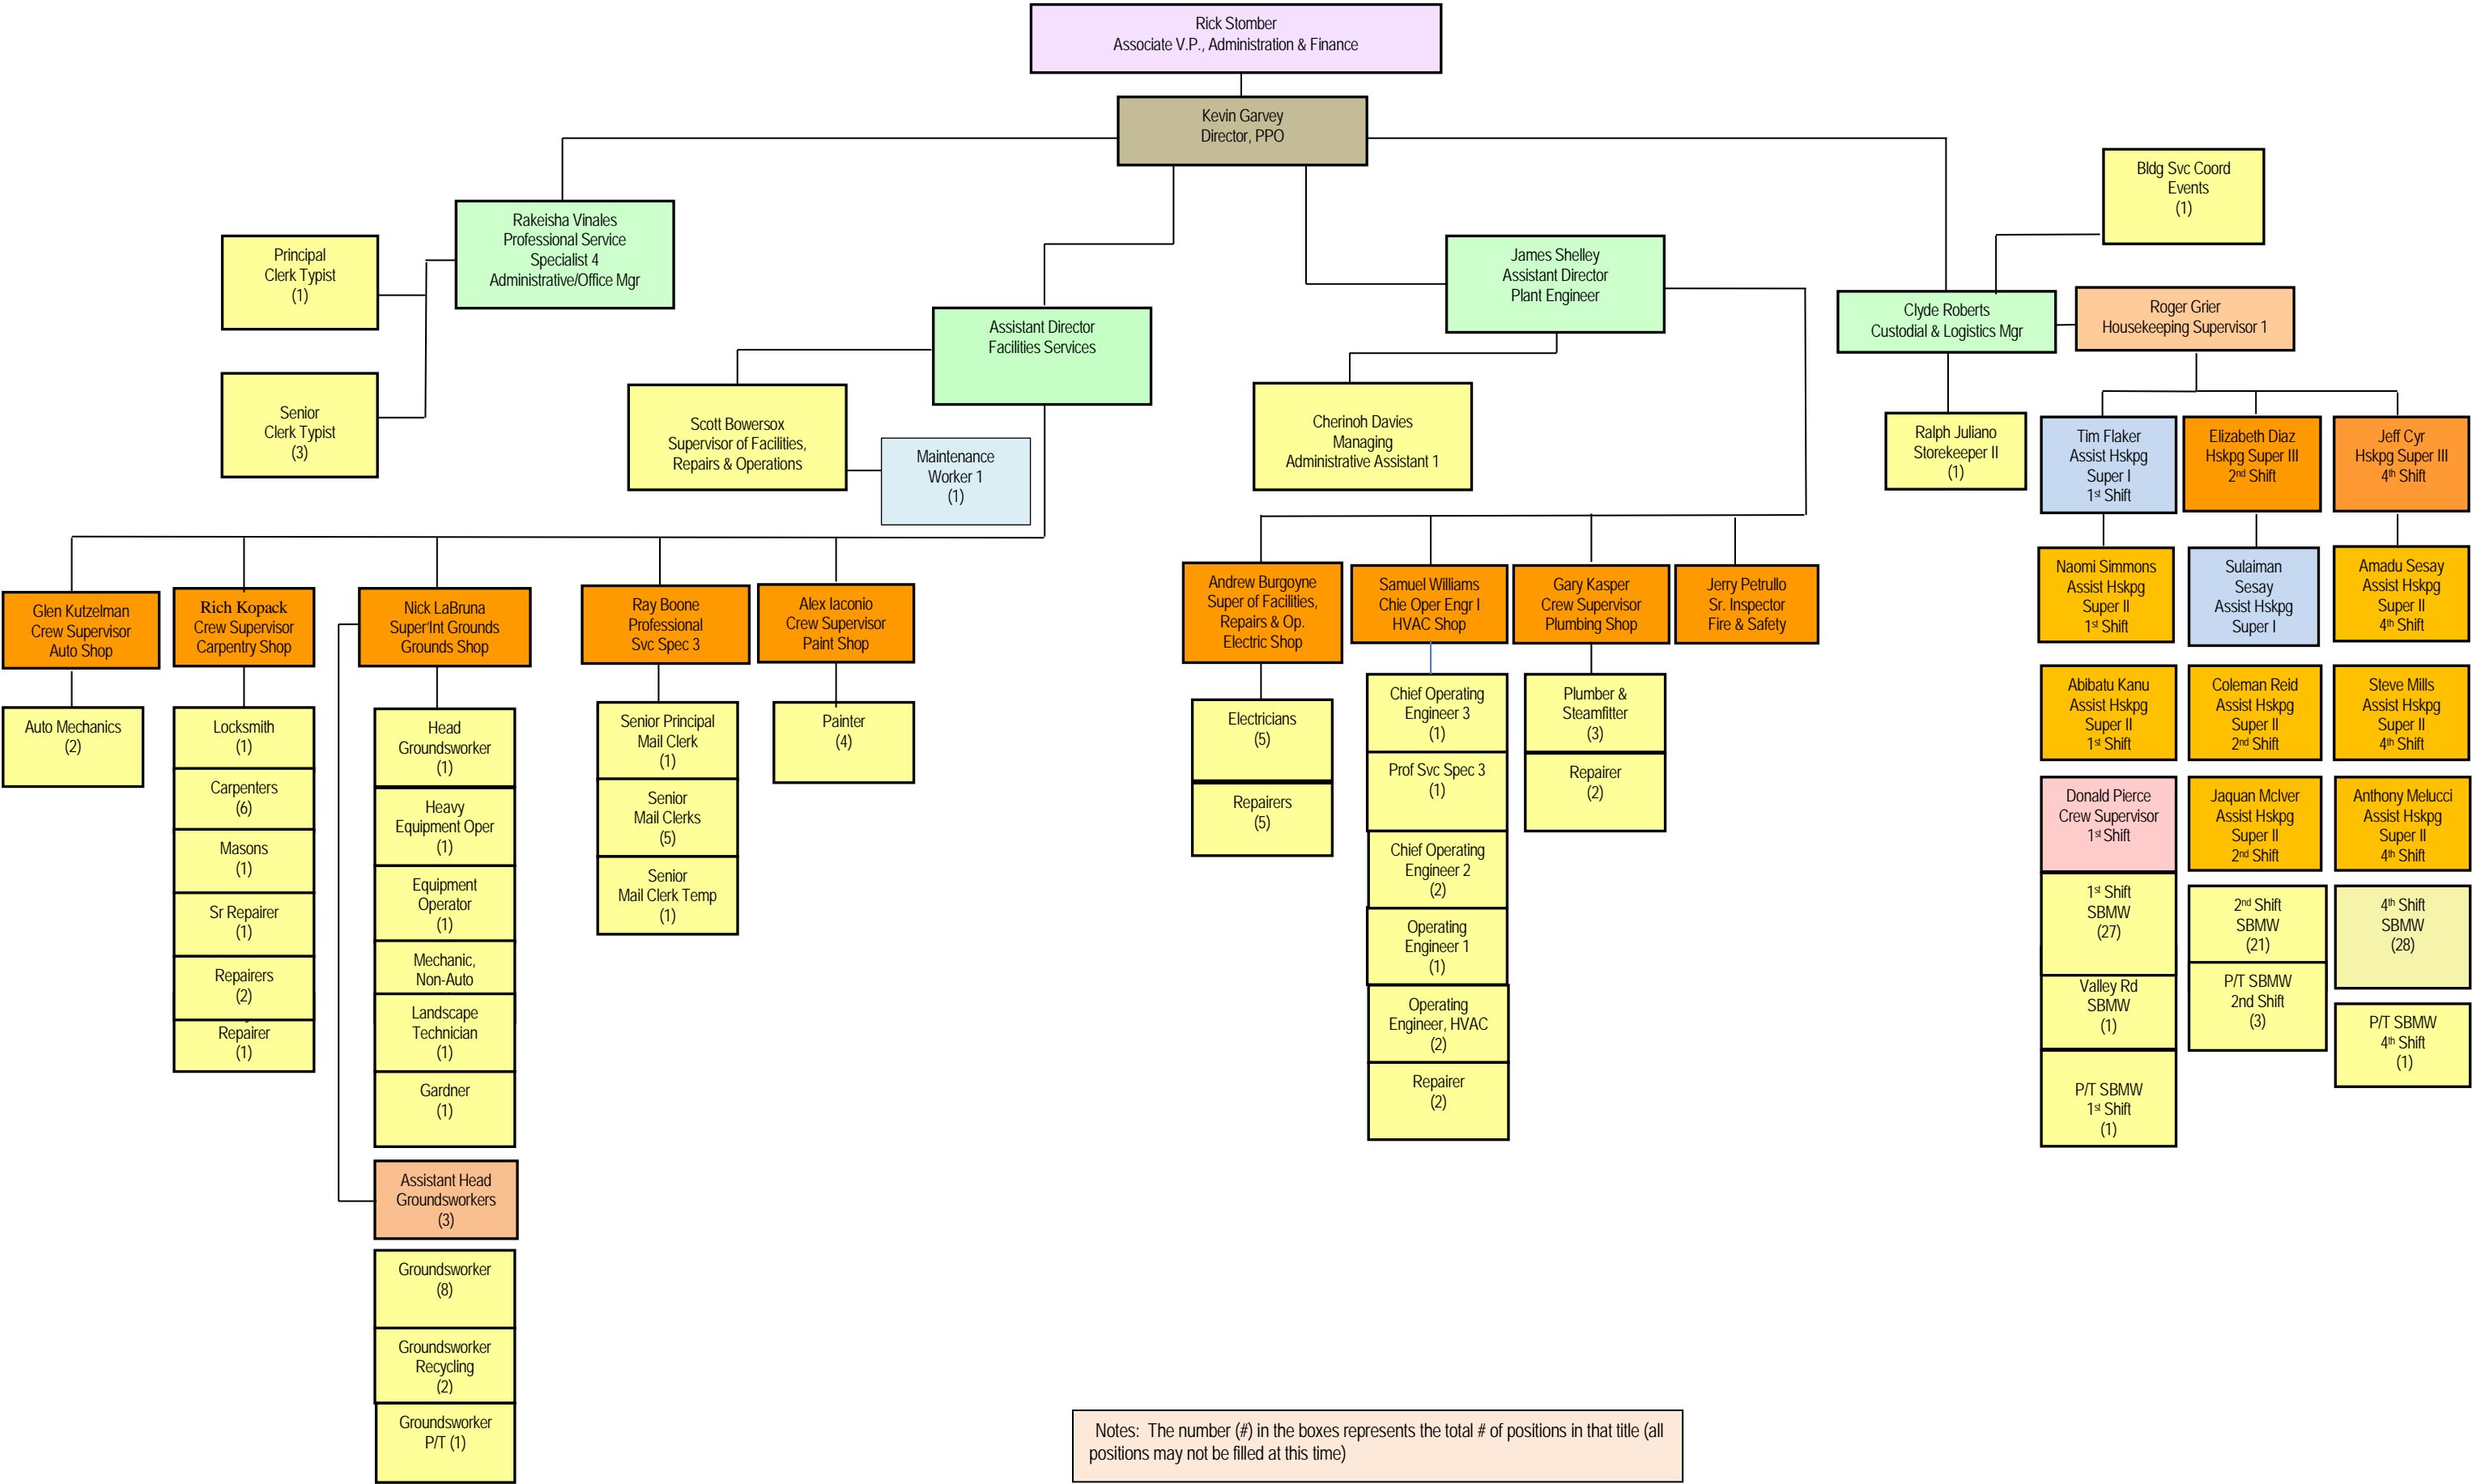 Rick Stomber
Associate V.P., Administration & Finance
Kevin Garvey
Director, PPO
Bldg Svc Coord
Events
(1)
Rakeisha Vinales
Professional Service
Specialist 4
Administrative/Office Mgr
Principal
Clerk Typist
(1)
Senior
Clerk Typist
(3)
Assistant Director
Facilities Services
Scott Bowersox
Supervisor of Facilities,
Repairs & Operations
Maintenance
Worker 1
(1)
James Shelley
Assistant Director
Plant Engineer
Cherinoh Davies
Managing
Administrative Assistant 1
Clyde Roberts
Custodial & Logistics Mgr
Roger Grier
Housekeeping Supervisor 1
Ralph Juliano
Storekeeper II
(1)
Tim Flaker
Assist Hskpg
Super I
1st Shift
Elizabeth Diaz
Hskpg Super III
2nd Shift
Jeff Cyr
Hskpg Super III
4th Shift
Glen Kutzelman
Crew Supervisor
Auto Shop
Auto Mechanics
(2)
Rich Kopack
Crew Supervisor
Carpentry Shop
Locksmith
(1)
Carpenters
(6)
Masons
(1)
Sr Repairer
(1)
Repairers
(2)
Repairer
(1)
Nick LaBruna
Super'Int Grounds
Grounds Shop
Head
Groundsworker
(1)
Heavy
Equipment Oper
(1)
Equipment
Operator
(1)
Mechanic,
Non-Auto
Landscape
Technician
(1)
Gardner
(1)
Assistant Head
Groundsworkers
(3)
Groundsworker
(8)
Groundsworker
Recycling
(2)
Groundsworker
P/T (1)
Ray Boone
Professional
Svc Spec 3
Senior Principal
Mail Clerk
(1)
Senior
Mail Clerks
(5)
Senior
Mail Clerk Temp
(1)
Alex Iaconio
Crew Supervisor
Paint Shop
Painter
(4)
Andrew Burgoyne
Super of Facilities,
Repairs & Op.
Electric Shop
Electricians
(5)
Repairers
(5)
Samuel Williams
Chie Oper Engr I
HVAC Shop
Chief Operating
Engineer 3
(1)
Prof Svc Spec 3
(1)
Chief Operating
Engineer 2
(2)
Operating
Engineer 1
(1)
Operating
Engineer, HVAC
(2)
Repairer
(2)
Gary Kasper
Crew Supervisor
Plumbing Shop
Plumber &
Steamfitter
(3)
Repairer
(2)
Jerry Petrullo
Sr. Inspector
Fire & Safety
Naomi Simmons
Assist Hskpg
Super II
1st Shift
Abibatu Kanu
Assist Hskpg
Super II
1st Shift
Donald Pierce
Crew Supervisor
1st Shift
1st Shift
SBMW
(27)
Valley Rd
SBMW
(1)
P/T SBMW
1st Shift
(1)
Sulaiman
Sesay
Assist Hskpg
Super I
Coleman Reid
Assist Hskpg
Super II
2nd Shift
Jaquan McIver
Assist Hskpg
Super II
2nd Shift
2nd Shift
SBMW
(21)
P/T SBMW
2nd Shift
(3)
Amadu Sesay
Assist Hskpg
Super II
4th Shift
Steve Mills
Assist Hskpg
Super II
4th Shift
Anthony Melucci
Assist Hskpg
Super II
4th Shift
4th Shift
SBMW
(28)
P/T SBMW
4th Shift
(1)
Notes: The number (#) in the boxes represents the total # of positions in that title (all
positions may not be filled at this time)